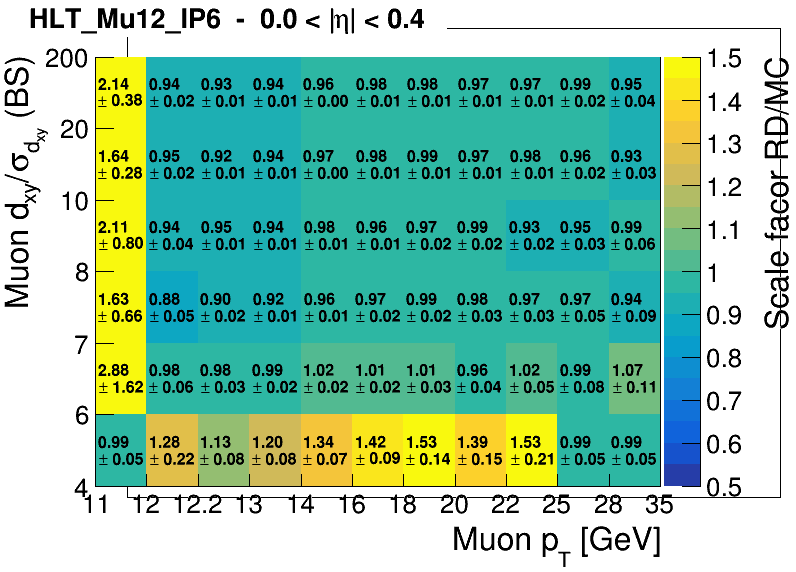 HLT_Mu12_IP6 - 0.0 < |η| < 0.4
Muon d_xy/σ_d_xy (BS)
200
20
10
8
7
6
4
2.14 0.94 0.93 0.94 0.96 0.98 0.98 0.97 0.97 0.99 0.95
± 0.38 ± 0.02 ± 0.01 ± 0.01 ± 0.00 ± 0.01 ± 0.01 ± 0.01 ± 0.01 ± 0.02 ± 0.04
1.64 0.95 0.92 0.94 0.97 0.98 0.99 0.97 0.98 0.96 0.93
± 0.28 ± 0.02 ± 0.01 ± 0.01 ± 0.00 ± 0.01 ± 0.01 ± 0.01 ± 0.01 ± 0.02 ± 0.03
2.11 0.94 0.95 0.94 0.98 0.96 0.97 0.99 0.93 0.95 0.99
± 0.80 ± 0.04 ± 0.01 ± 0.01 ± 0.01 ± 0.01 ± 0.02 ± 0.02 ± 0.02 ± 0.03 ± 0.06
1.63 0.88 0.90 0.92 0.96 0.97 0.99 0.98 0.97 0.97 0.94
± 0.66 ± 0.05 ± 0.02 ± 0.01 ± 0.01 ± 0.02 ± 0.02 ± 0.03 ± 0.03 ± 0.05 ± 0.09
2.88 0.98 0.98 0.99 1.02 1.01 1.01 0.96 1.02 0.99 1.07
± 1.62 ± 0.06 ± 0.03 ± 0.02 ± 0.02 ± 0.02 ± 0.03 ± 0.04 ± 0.05 ± 0.08 ± 0.11
0.99 1.28 1.13 1.20 1.34 1.42 1.53 1.39 1.53 0.99 0.99
± 0.05 ± 0.22 ± 0.08 ± 0.08 ± 0.07 ± 0.09 ± 0.14 ± 0.15 ± 0.21 ± 0.05 ± 0.05
11 12 12.2 13 14 16 18 20 22 25 28 35
Muon p_T [GeV]
1.5
1.4
1.3
1.2
1.1
1
0.9
0.8
0.7
0.6
0.5
Scale facor RD/MC